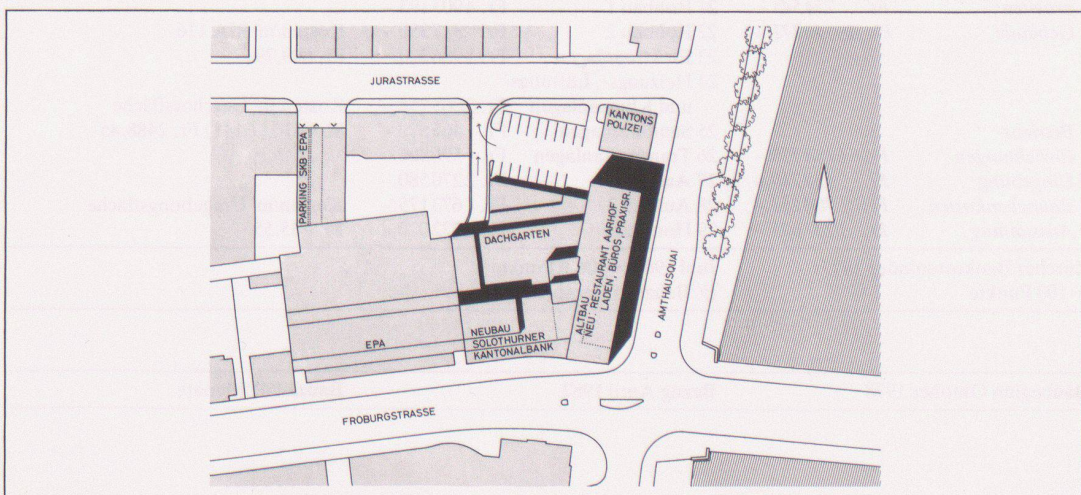 JURASTRASSE
KANTONS
POLIZEI
PARKING SKB-EPA
DACHGARTEN
ALTBAU
NEU: RESTAURANT AARHOF
LADEN, BÜROS, PRAXISR.
AMTHAUSQUAI
NEUBAU
SOLOTHURNER
KANTONALBANK
EPA
FROBURGSTRASSE